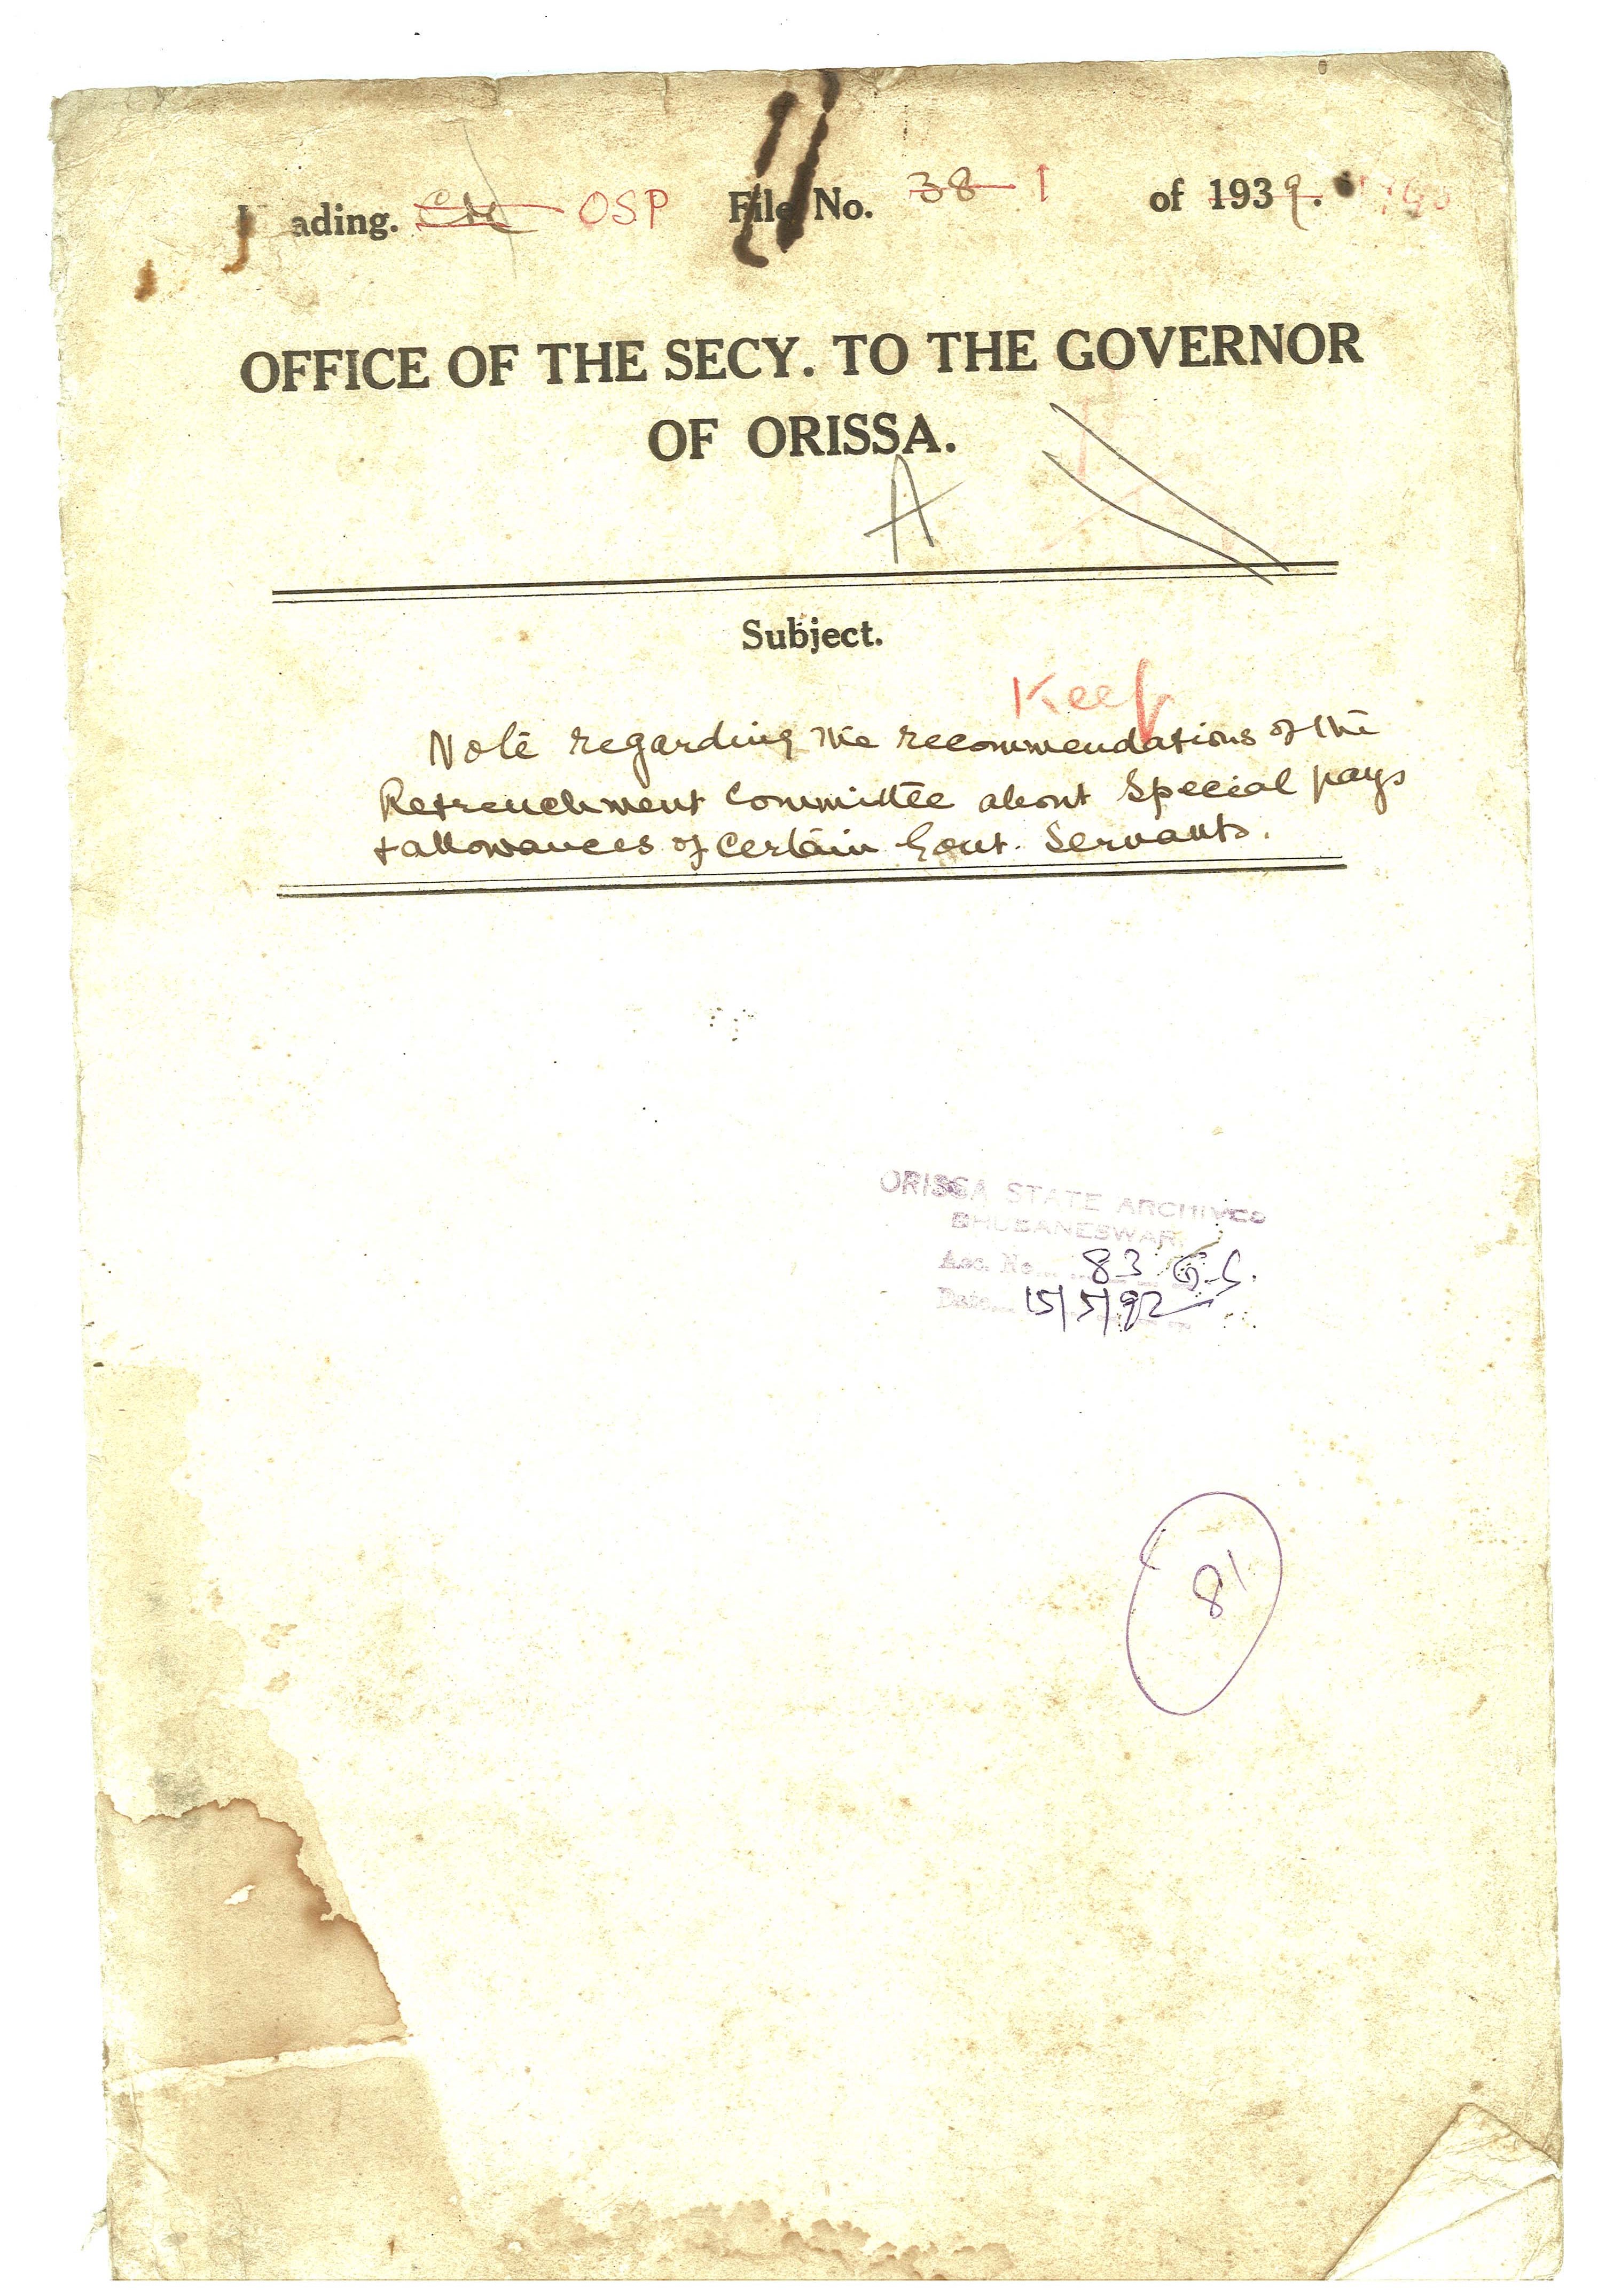 ading. OSP File No. 38-1 of 1939.
OFFICE OF THE SECY. TO THE GOVERNOR
OF ORISSA.
A
Subject.
Keep
Note regarding the recommendations of the
Retrenchment Committee about Special pays
& allowances of certain Govt. Servants.
ORISSA STATE ARCHIVES
BHUBANESWAR
Acc. No. 83 G.S.
Date 15/5/92
81